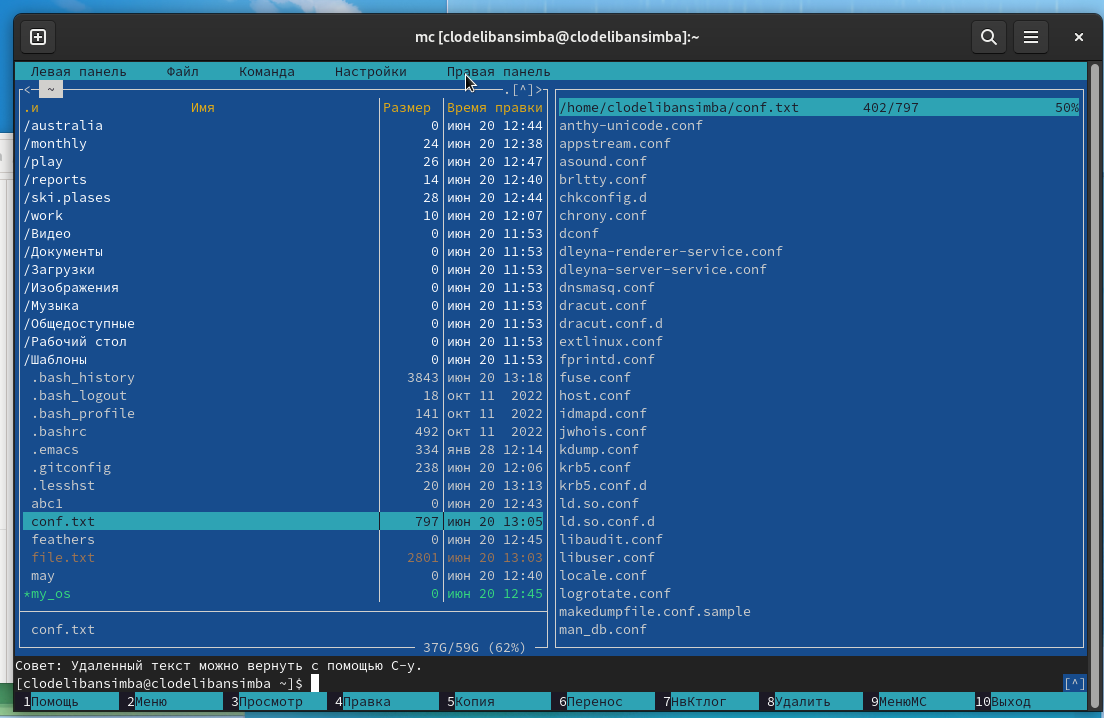 mc [clodelibansimba@clodelibansimba]:~
Левая панель Файл Команда Настройки Правая панель
<- ~ .[^]>
.и Имя Размер Время правки
/australia 0 июн 20 12:44
/monthly 24 июн 20 12:38
/play 26 июн 20 12:47
/reports 14 июн 20 12:40
/ski.plases 28 июн 20 12:44
/work 10 июн 20 12:07
/Видео 0 июн 20 11:53
/Документы 0 июн 20 11:53
/Загрузки 0 июн 20 11:53
/Изображения 0 июн 20 11:53
/Музыка 0 июн 20 11:53
/Общедоступные 0 июн 20 11:53
/Рабочий стол 0 июн 20 11:53
/Шаблоны 0 июн 20 11:53
.bash_history 3843 июн 20 13:18
.bash_logout 18 окт 11 2022
.bash_profile 141 окт 11 2022
.bashrc 492 окт 11 2022
.emacs 334 янв 28 12:14
.gitconfig 238 июн 20 12:06
.lesshst 20 июн 20 13:13
abc1 0 июн 20 12:43
conf.txt 797 июн 20 13:05
feathers 0 июн 20 12:45
file.txt 2801 июн 20 13:03
may 0 июн 20 12:40
*my_os 0 июн 20 12:45
conf.txt
37G/59G (62%)
/home/clodelibansimba/conf.txt 402/797 50%
anthy-unicode.conf
appstream.conf
asound.conf
brltty.conf
chkconfig.d
chrony.conf
dconf
dleyna-renderer-service.conf
dleyna-server-service.conf
dnsmasq.conf
dracut.conf
dracut.conf.d
extlinux.conf
fprintd.conf
fuse.conf
host.conf
idmapd.conf
jwhois.conf
kdump.conf
krb5.conf
krb5.conf.d
ld.so.conf
ld.so.conf.d
libaudit.conf
libuser.conf
locale.conf
logrotate.conf
makedumpfile.conf.sample
man_db.conf
Совет: Удаленный текст можно вернуть с помощью C-y.
[clodelibansimba@clodelibansimba ~]$ [^]
1Помощь 2Меню 3Просмотр 4Правка 5Копия 6Перенос 7НвКтлог 8Удалить 9МенюМС 10Выход